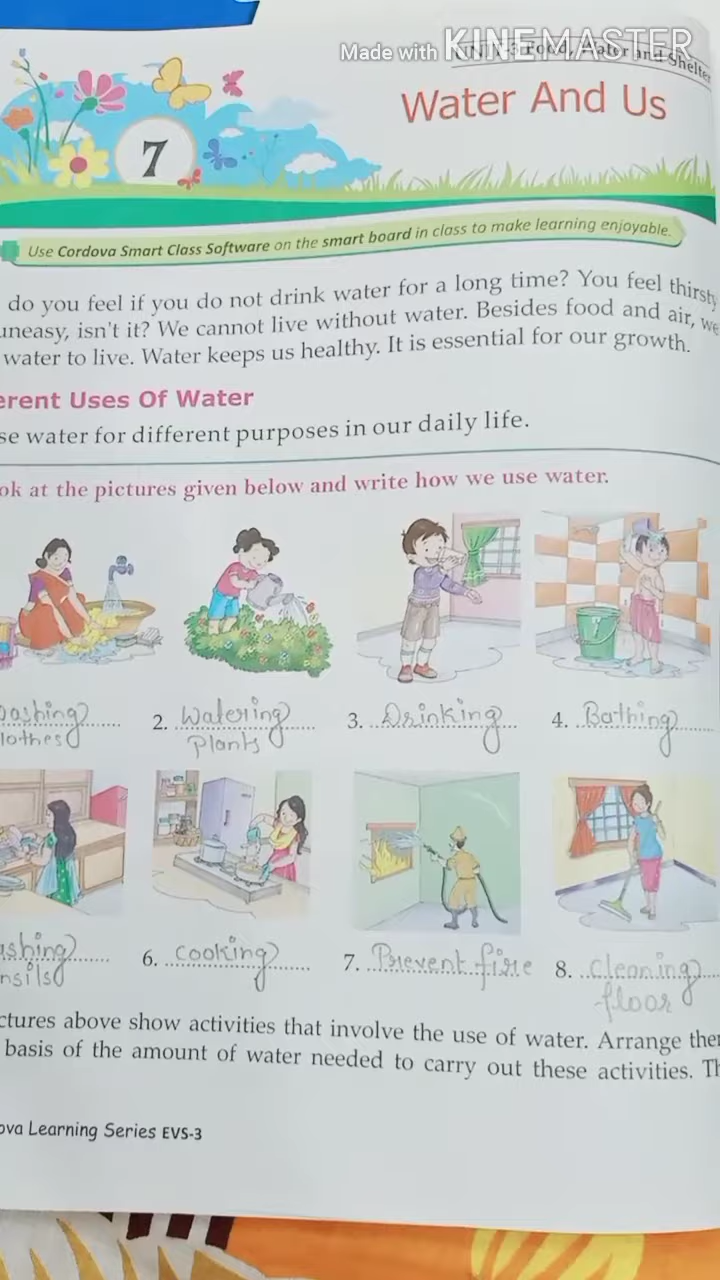 Made with KINEMASTER
UNIT-3 Food, Water and Shelter
Water And Us
7
Use Cordova Smart Class Software on the smart board in class to make learning enjoyable.
do you feel if you do not drink water for a long time? You feel thirsty
uneasy, isn't it? We cannot live without water. Besides food and air, we
water to live. Water keeps us healthy. It is essential for our growth.
erent Uses Of Water
se water for different purposes in our daily life.
ok at the pictures given below and write how we use water.
ashing 2. Watering 3. Drinking 4. Bathing
lothes Plants
ashing 6. cooking 7. Prevent fire 8. cleaning
nsils floor
ctures above show activities that involve the use of water. Arrange the
basis of the amount of water needed to carry out these activities. Th
ova Learning Series EVS-3